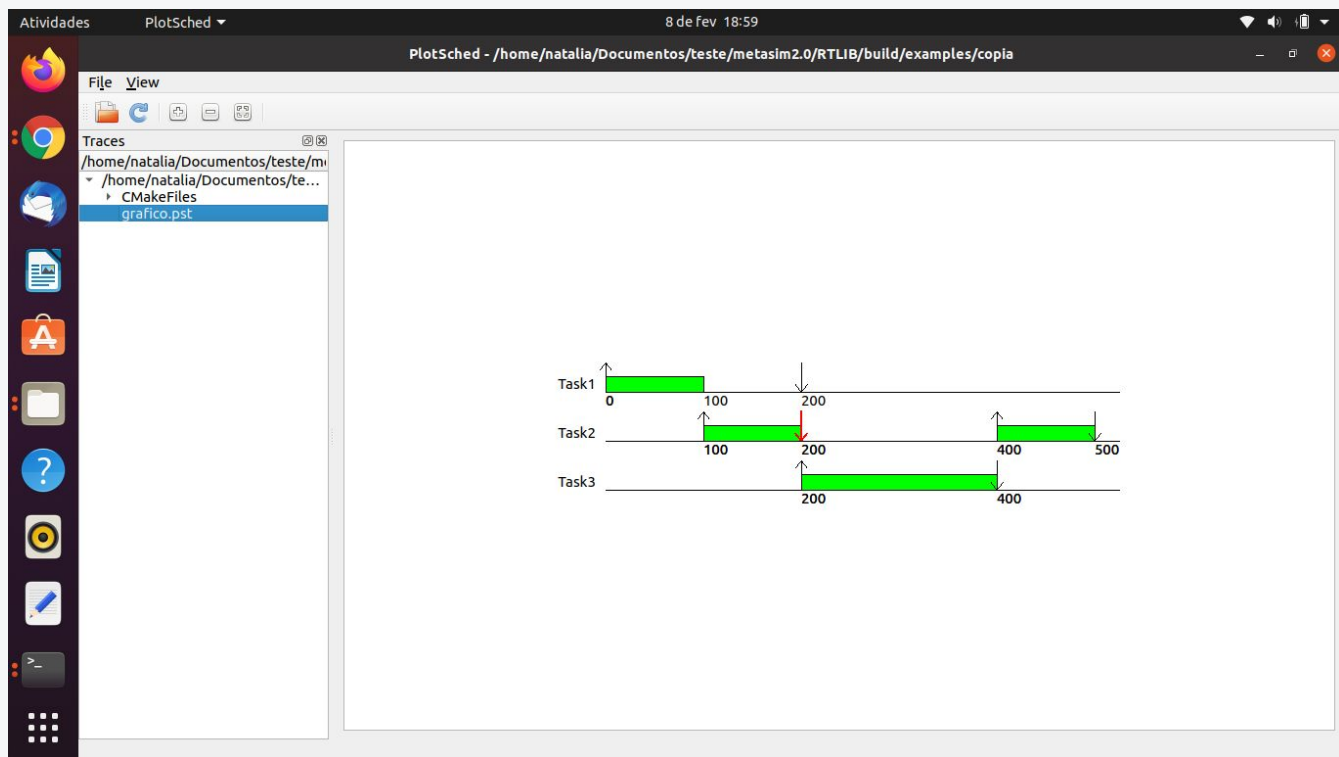 Atividades PlotSched 8 de fev 18:59
PlotSched - /home/natalia/Documentos/teste/metasim2.0/RTLIB/build/examples/copia
File View
Traces
/home/natalia/Documentos/teste/m
/home/natalia/Documentos/te...
CMakeFiles
grafico.pst
Task1
0 100 200
Task2
100 200 400 500
Task3
200 400